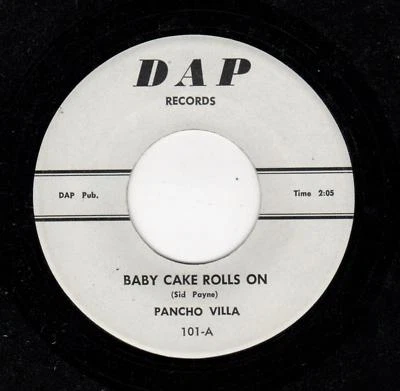 DAP
RECORDS
DAP Pub.
Time 2:05
BABY CAKE ROLLS ON
(Sid Payne)
PANCHO VILLA
101-A